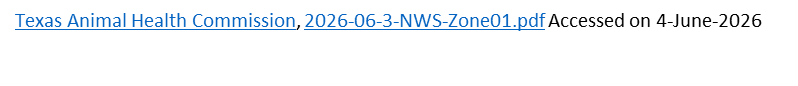 Texas Animal Health Commission, 2026-06-3-NWS-Zone01.pdf Accessed on 4-June-2026